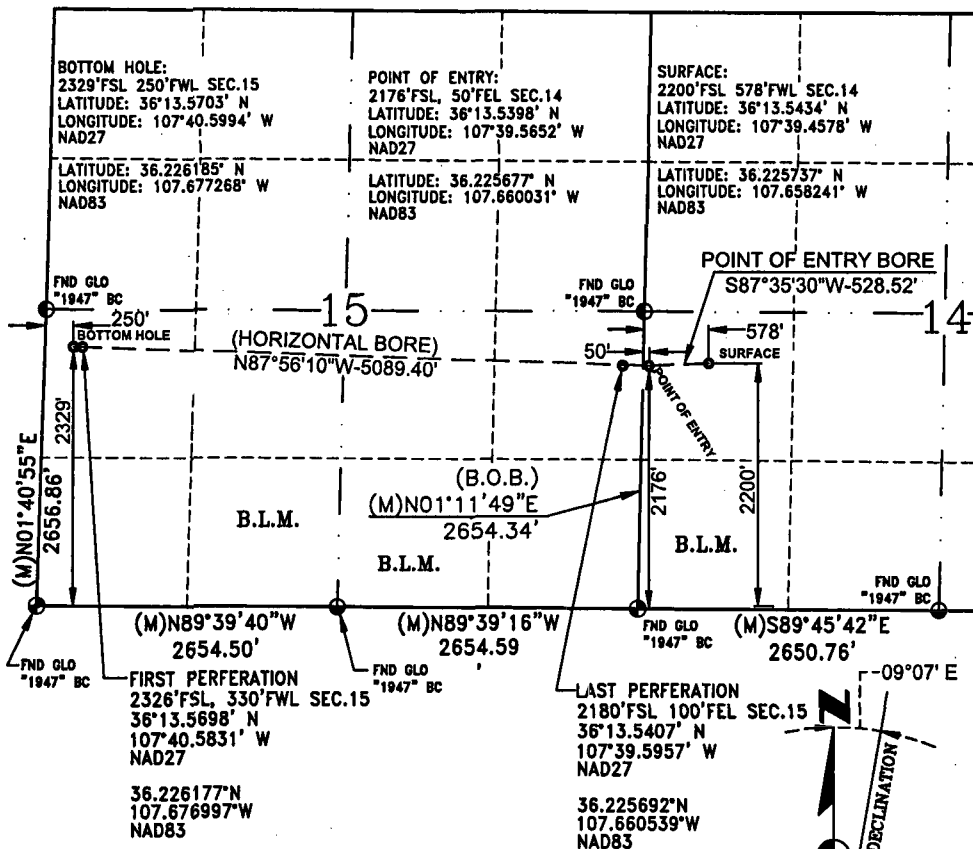 BOTTOM HOLE:
2329'FSL 250'FWL SEC.15
LATITUDE: 36°13.5703' N
LONGITUDE: 107°40.5994' W
NAD27
LATITUDE: 36.226185° N
LONGITUDE: 107.677268° W
NAD83
POINT OF ENTRY:
2176'FSL, 50'FEL SEC.14
LATITUDE: 36°13.5398' N
LONGITUDE: 107°39.5652' W
NAD27
LATITUDE: 36.225677° N
LONGITUDE: 107.660031° W
NAD83
SURFACE:
2200'FSL 578'FWL SEC.14
LATITUDE: 36°13.5434' N
LONGITUDE: 107°39.4578' W
NAD27
LATITUDE: 36.225737° N
LONGITUDE: 107.658241° W
NAD83
POINT OF ENTRY BORE
S87°35'30"W-528.52'
FND GLO
"1947" BC
15
FND GLO
"1947" BC
14
250'
BOTTOM HOLE
(HORIZONTAL BORE)
N87°56'10"W-5089.40'
50'
578'
SURFACE
POINT OF ENTRY
2329'
(M)N01°40'55"E
2656.86'
(B.O.B.)
(M)N01°11'49"E
2654.34'
2176'
2200'
B.L.M.
B.L.M.
B.L.M.
FND GLO
"1947" BC
(M)N89°39'40"W
2654.50'
(M)N89°39'16"W
2654.59
'
FND GLO
"1947" BC
(M)S89°45'42"E
2650.76'
FND GLO
"1947" BC
FND GLO
"1947" BC
FIRST PERFERATION
2326'FSL, 330'FWL SEC.15
36°13.5698' N
107°40.5831' W
NAD27
36.226177°N
107.676997°W
NAD83
LAST PERFERATION
2180'FSL 100'FEL SEC.15
36°13.5407' N
107°39.5957' W
NAD27
36.225692°N
107.660539°W
NAD83
09°07' E
N
DECLINATION